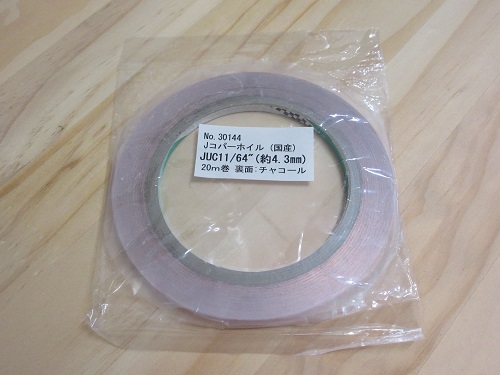 No.30144
Jコパーホイル (国産)
JUC11/64"(約4.3mm)
20m巻 裏面:チャコール